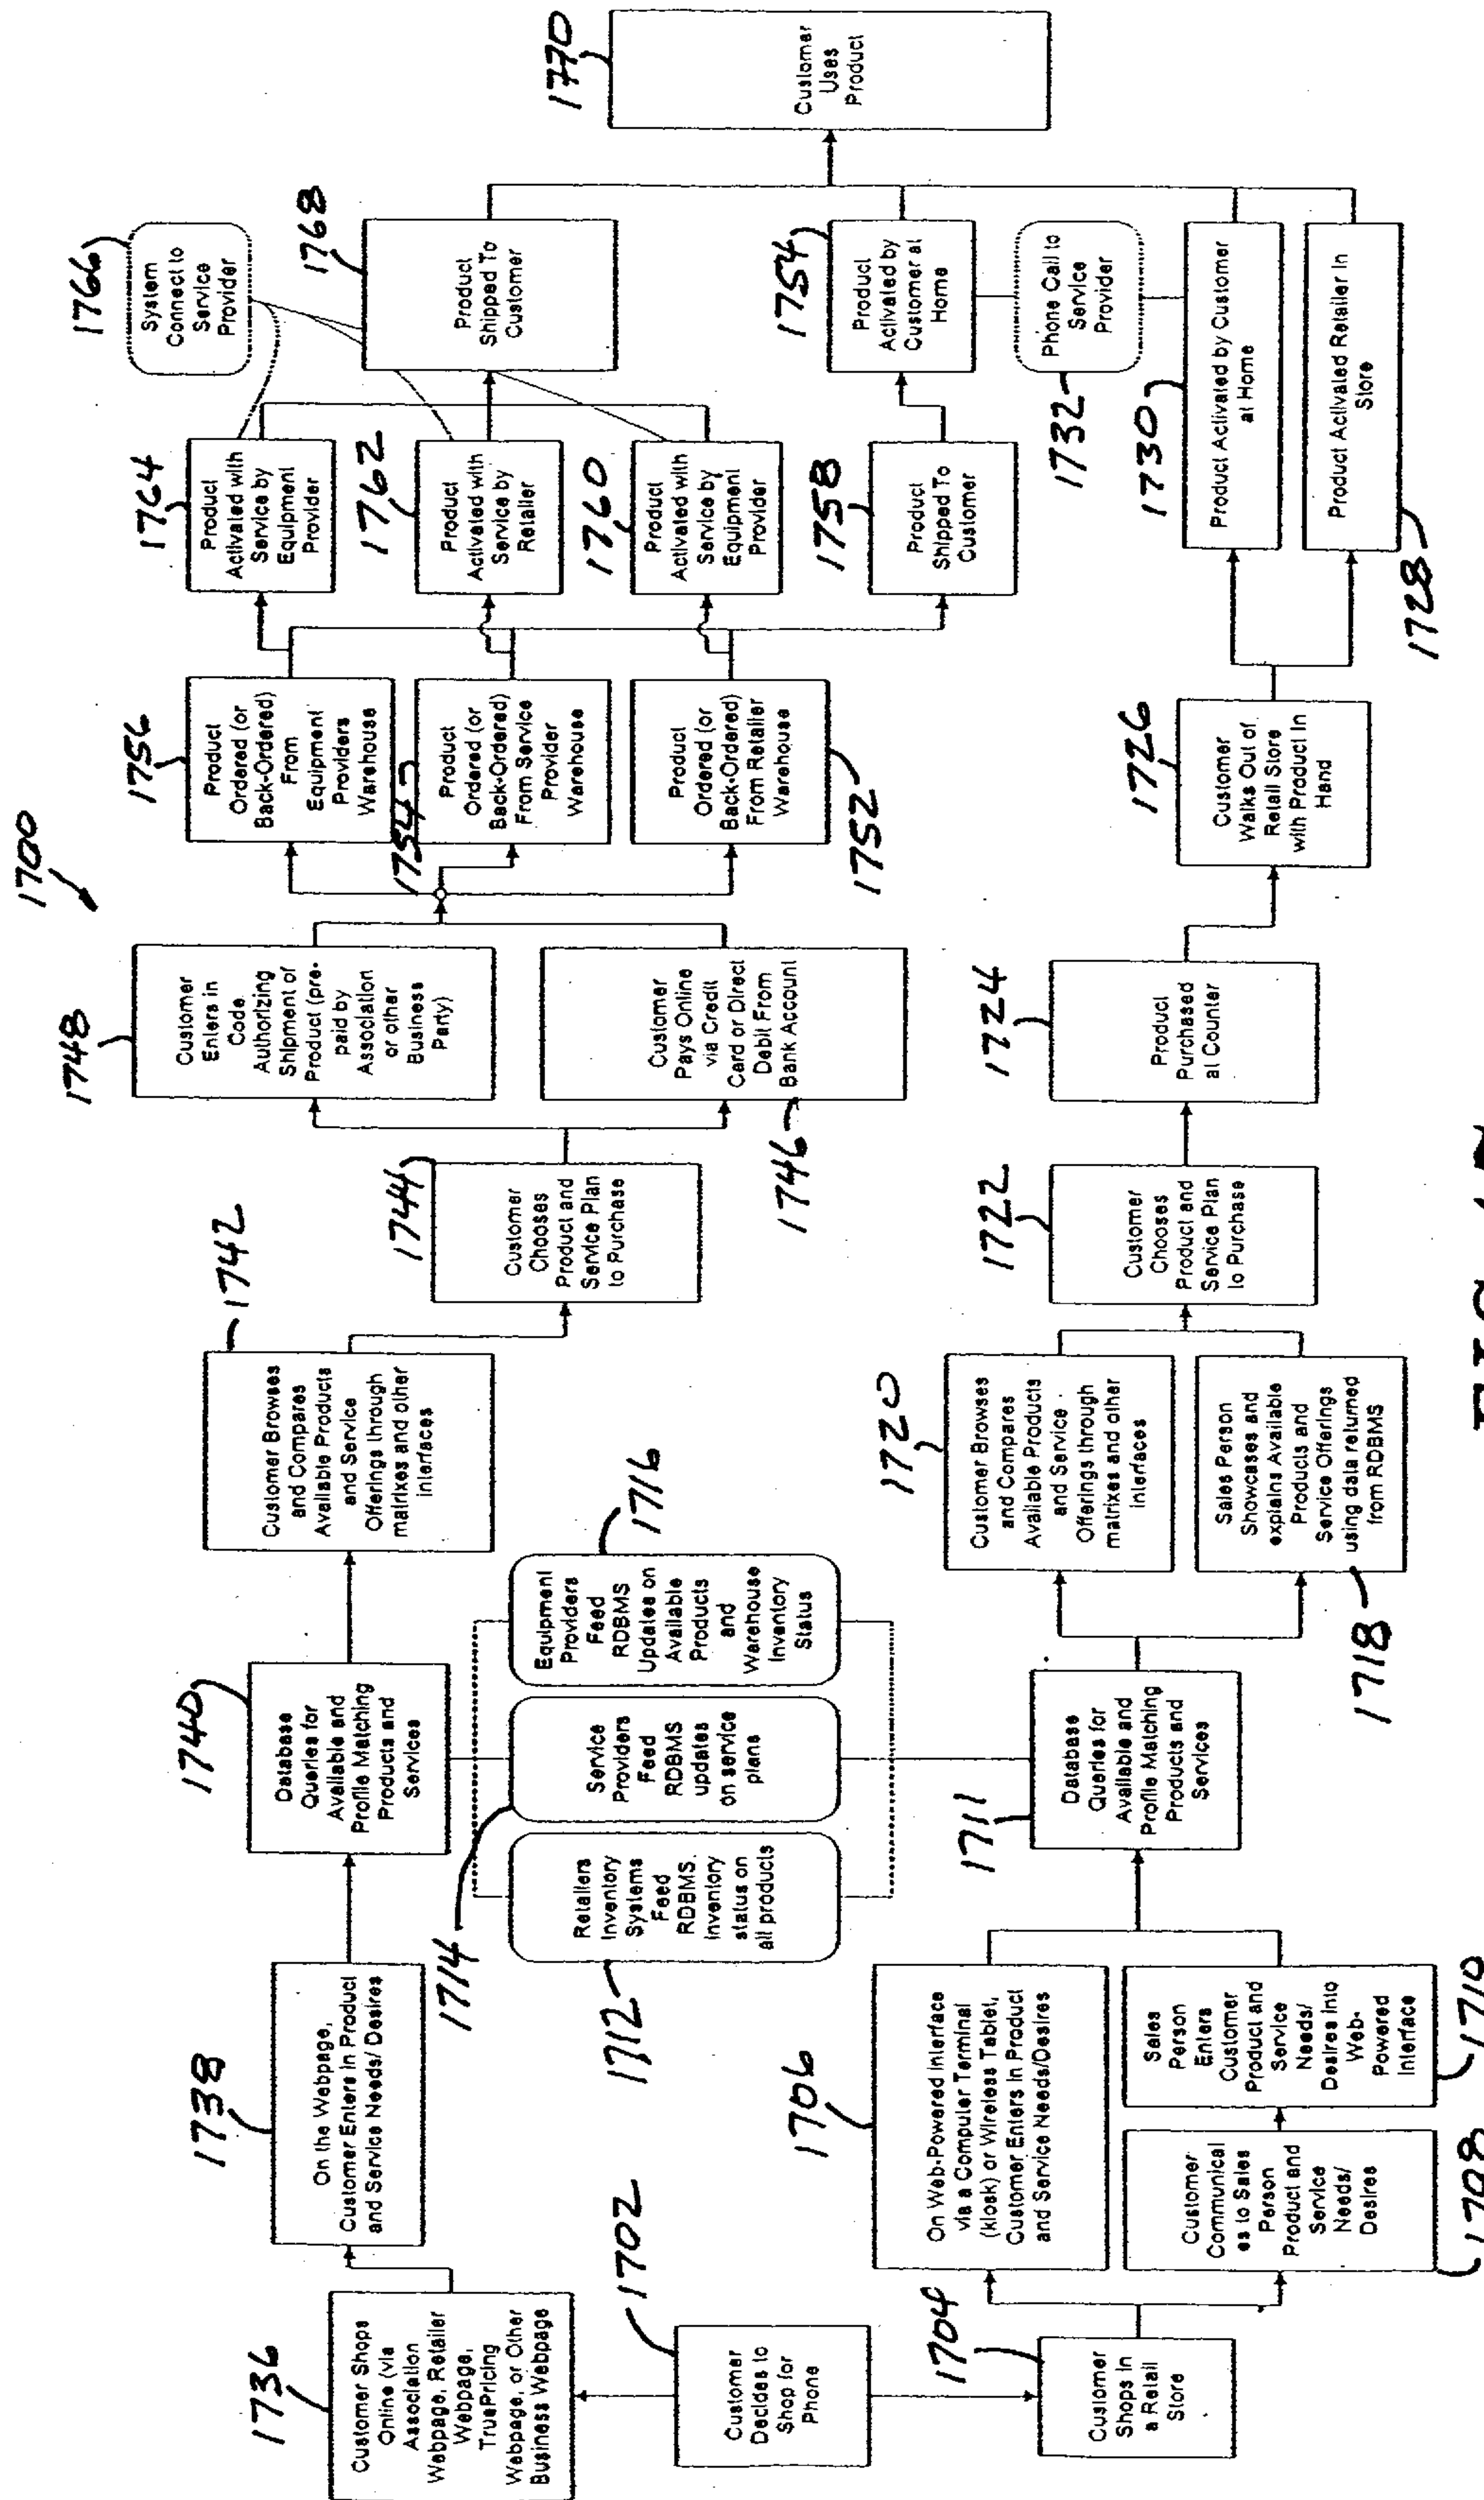 1700
1736
Customer Shops
Online (via
Association
Webpage, Retailer
Webpage,
TruePricing
Webpage, or Other
Business Webpage
1738
On the Webpage,
Customer Enters in Product
and Service Needs/ Desires
1740
Database
Queries for
Available and
Profile Matching
Products and
Services
1742
Customer Browses
and Compares
Available Products
and Service
Offerings through
matrixes and other
interfaces
1744
Customer
Chooses
Product and
Service Plan
to Purchase
1748
Customer
Enters in
Code
Authorizing
Shipment of
Product (pre-
paid by
Association
or other
Business
Party)
1746
Customer
Pays Online
via Credit
Card or Direct
Debit From
Bank Account
1756
Product
Ordered (or
Back-Ordered)
From
Equipment
Providers
Warehouse
1754
Product
Ordered (or
Back-Ordered)
From Service
Provider
Warehouse
1752
Product
Ordered (or
Back-Ordered)
From Retailer
Warehouse
1764
Product
Activated with
Service by
Equipment
Provider
1762
Product
Activated with
Service by
Retailer
1760
Product
Activated with
Service by
Equipment
Provider
1758
Product
Shipped To
Customer
1766
System
Connect to
Service
Provider
1768
Product
Shipped To
Customer
1754
Product
Activated by
Customer at
Home
1732
Phone Call to
Service
Provider
1730
Product Activated by Customer
at Home
1728
Product Activated Retailer In
Store
1770
Customer
Uses
Product
1702
Customer
Decides to
Shop for
Phone
1712
Retailers
Inventory
Systems
Feed
RDBMS.
Inventory
status on
all products
1714
Service
Providers
Feed
RDBMS
updates
on service
plans
1716
Equipment
Providers
Feed
RDBMS
Updates on
Available
Products
and
Warehouse
Inventory
Status
1704
Customer
Shops in
a Retail
Store
1706
On Web-Powered Interface
via a Computer Terminal
(kiosk) or Wireless Tablet,
Customer Enters In Product
and Service Needs/Desires
1708
Customer
Communicat
es to Sales
Person
Product and
Service
Needs/
Desires
1710
Sales
Person
Enters
Customer
Product and
Service
Needs/
Desires Into
Web-
Powered
Interface
1711
Database
Queries for
Available and
Profile Matching
Products and
Services
1720
Customer Browses
and Compares
Available Products
and Service
Offerings through
matrixes and other
interfaces
1718
Sales Person
Showcases and
explains Available
Products and
Service Offerings
using data returned
from RDBMS
1722
Customer
Chooses
Product and
Service Plan
to Purchase
1724
Product
Purchased
at Counter
1726
Customer
Walks Out of
Retail Store
with Product In
Hand